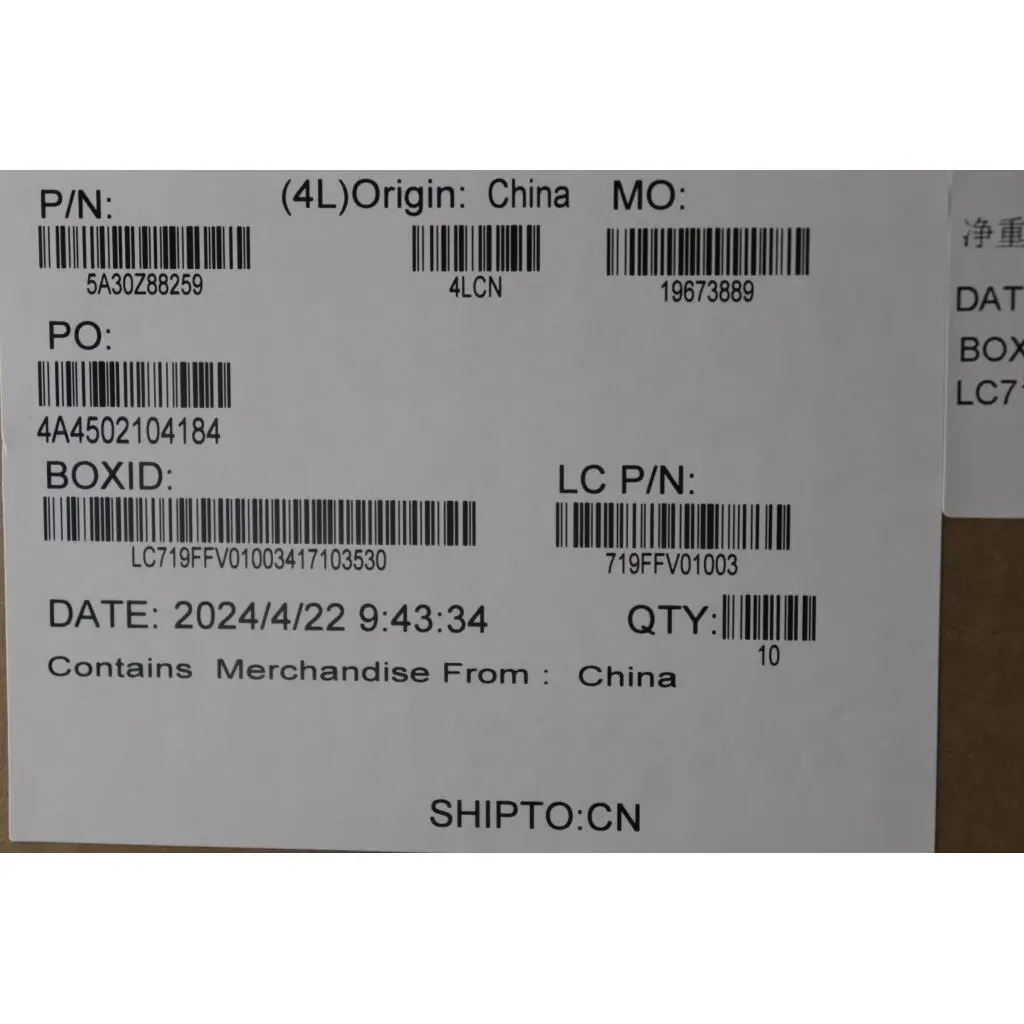 P/N: (4L)Origin: China MO:
5A30Z88259 4LCN 19673889
PO:
4A4502104184
BOXID: LC P/N:
LC719FFV01003417103530 719FFV01003
DATE: 2024/4/22 9:43:34 QTY:
10
Contains Merchandise From : China
SHIPTO:CN
净重
DAT
BOX
LC71